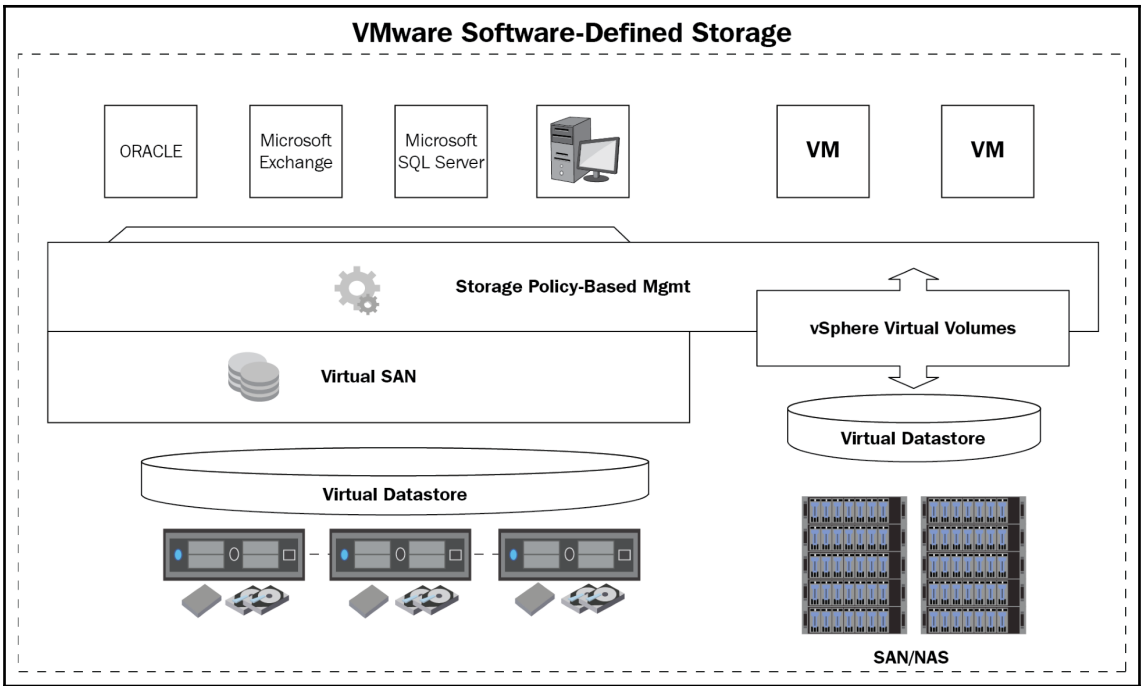 VMware Software-Defined Storage
ORACLE
Microsoft
Exchange
Microsoft
SQL Server
VM
VM
Storage Policy-Based Mgmt
vSphere Virtual Volumes
Virtual SAN
Virtual Datastore
Virtual Datastore
SAN/NAS